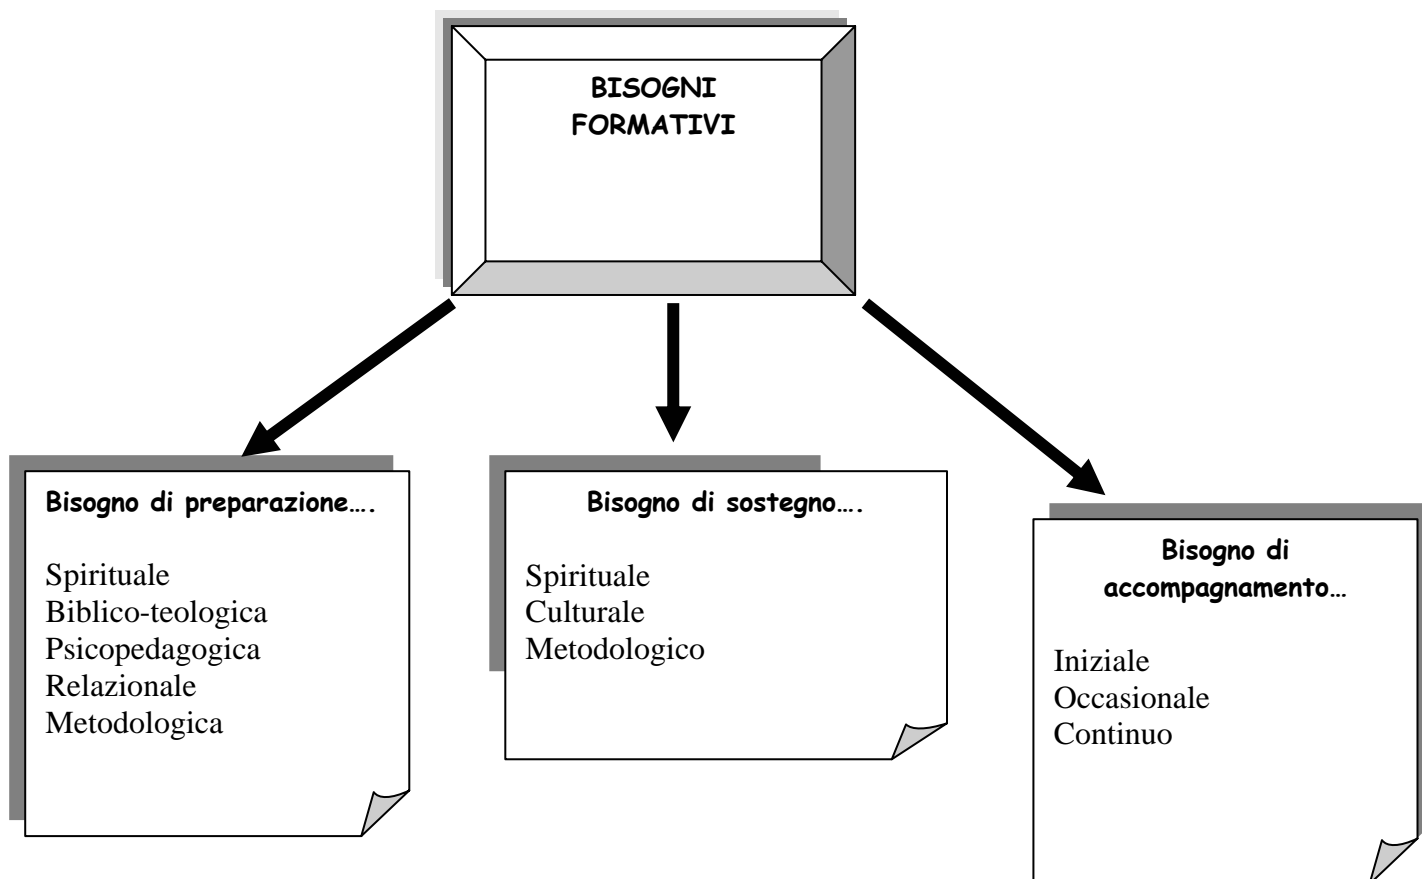 BISOGNI
FORMATIVI
Bisogno di preparazione….
Spirituale
Biblico-teologica
Psicopedagogica
Relazionale
Metodologica
Bisogno di sostegno….
Spirituale
Culturale
Metodologico
Bisogno di
accompagnamento…
Iniziale
Occasionale
Continuo